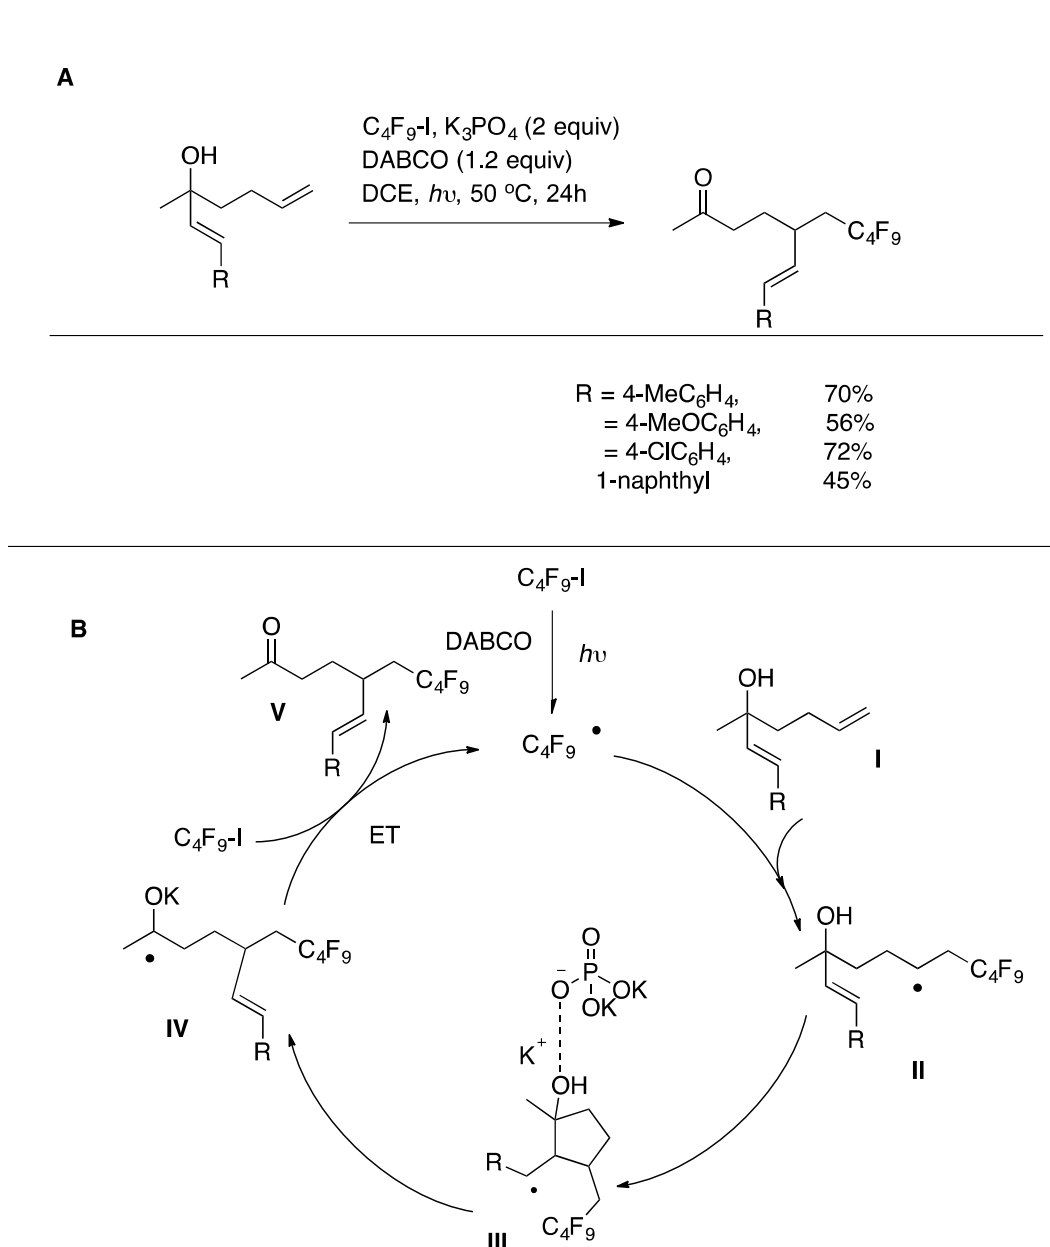 A
OH
R
C₄F₉-I, K₃PO₄ (2 equiv)
DABCO (1.2 equiv)
DCE, hυ, 50 ºC, 24h
O
C₄F₉
R
R = 4-MeC₆H₄, 70%
= 4-MeOC₆H₄, 56%
= 4-ClC₆H₄, 72%
1-naphthyl 45%
B
C₄F₉-I
DABCO
hυ
C₄F₉ •
O
C₄F₉
V
R
OH
I
R
C₄F₉-I
ET
OK
C₄F₉
•
IV
R
OH
C₄F₉
•
R
II
O
⁻
O P OK
OK
K⁺
OH
R
•
C₄F₉
III